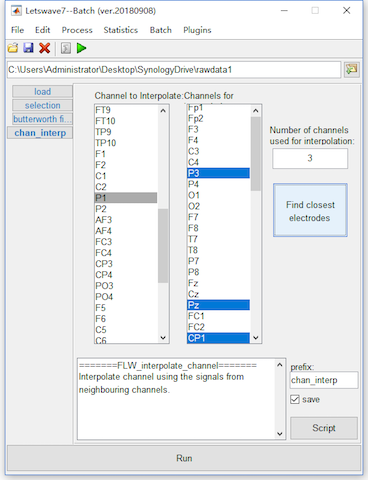 Letswave7--Batch (ver.20180908)
File Edit Process Statistics Batch Plugins
C:\Users\Administrator\Desktop\SynologyDrive\rawdata1
load
selection
butterworth fi...
chan_interp
Channel to Interpolate:
FT9
FT10
TP9
TP10
F1
F2
C1
C2
P1
P2
AF3
AF4
FC3
FC4
CP3
CP4
PO3
PO4
F5
F6
C5
C6
Channels for
Fp1
Fp2
F3
F4
C3
C4
P3
P4
O1
O2
F7
F8
T7
T8
P7
P8
Fz
Cz
Pz
FC1
FC2
CP1
Number of channels
used for interpolation:
3
Find closest
electrodes
=======FLW_interpolate_channel=======
Interpolate channel using the signals from
neighbouring channels.
prefix:
chan_interp
save
Script
Run